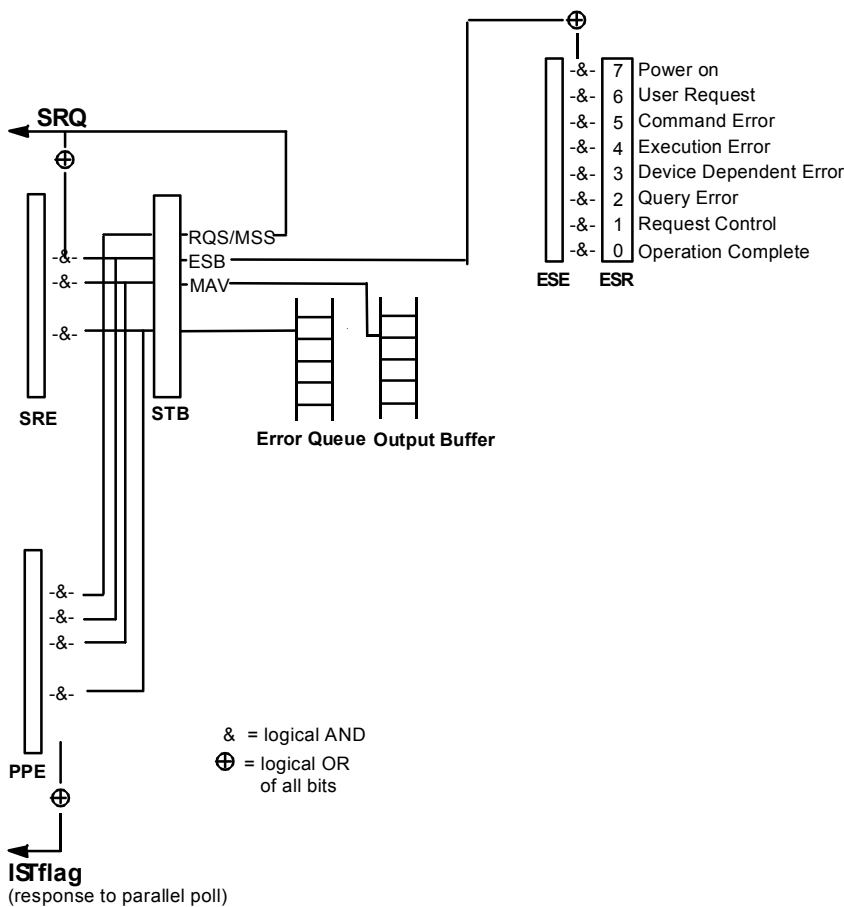 -&- 7 Power on
-&- 6 User Request
-&- 5 Command Error
-&- 4 Execution Error
-&- 3 Device Dependent Error
-&- 2 Query Error
-&- 1 Request Control
-&- 0 Operation Complete
ESE ESR
SRQ
RQS/MSS
-&- ESB
-&- MAV
-&-
SRE STB
Error Queue Output Buffer
-&-
-&-
-&-
-&-
PPE
& = logical AND
⊕ = logical OR
of all bits
ISTflag
(response to parallel poll)